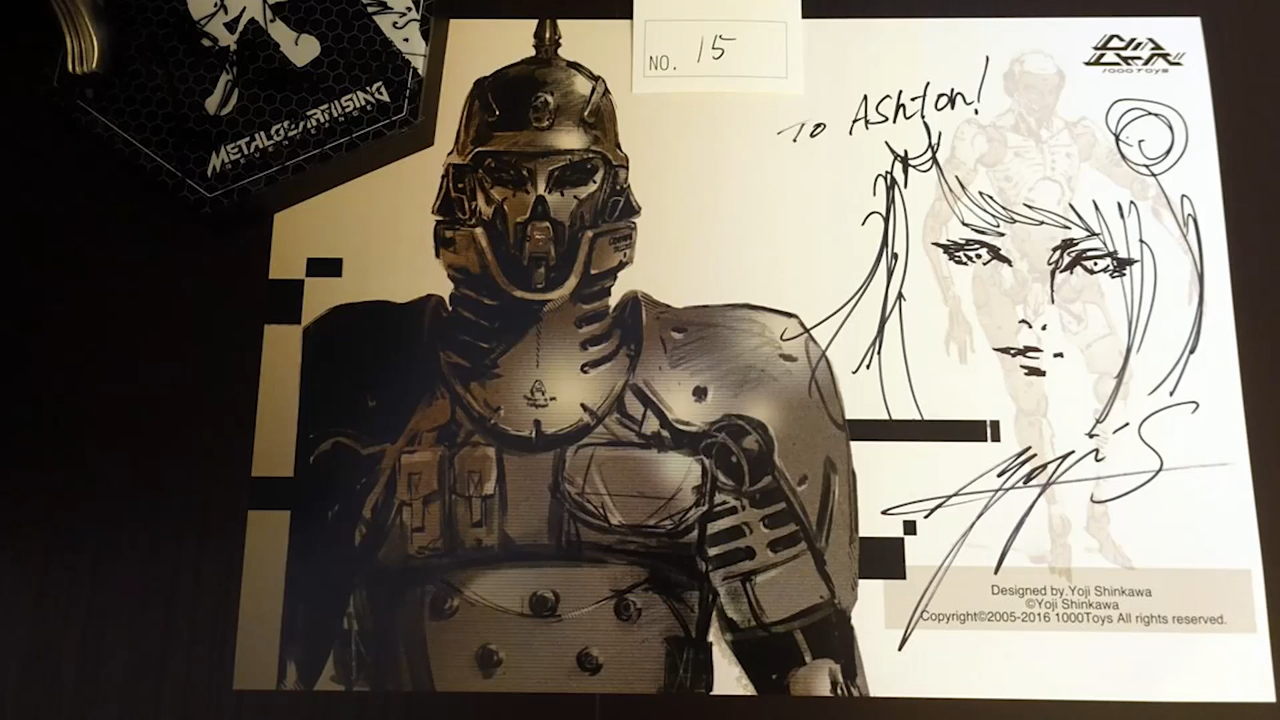 NO. 15
1000TOYS
TO Ashton!
METAL GEAR RISING
REVENGEANCE
Yoji S
Designed by.Yoji Shinkawa
©Yoji Shinkawa
Copyright©2005-2016 1000Toys All rights reserved.